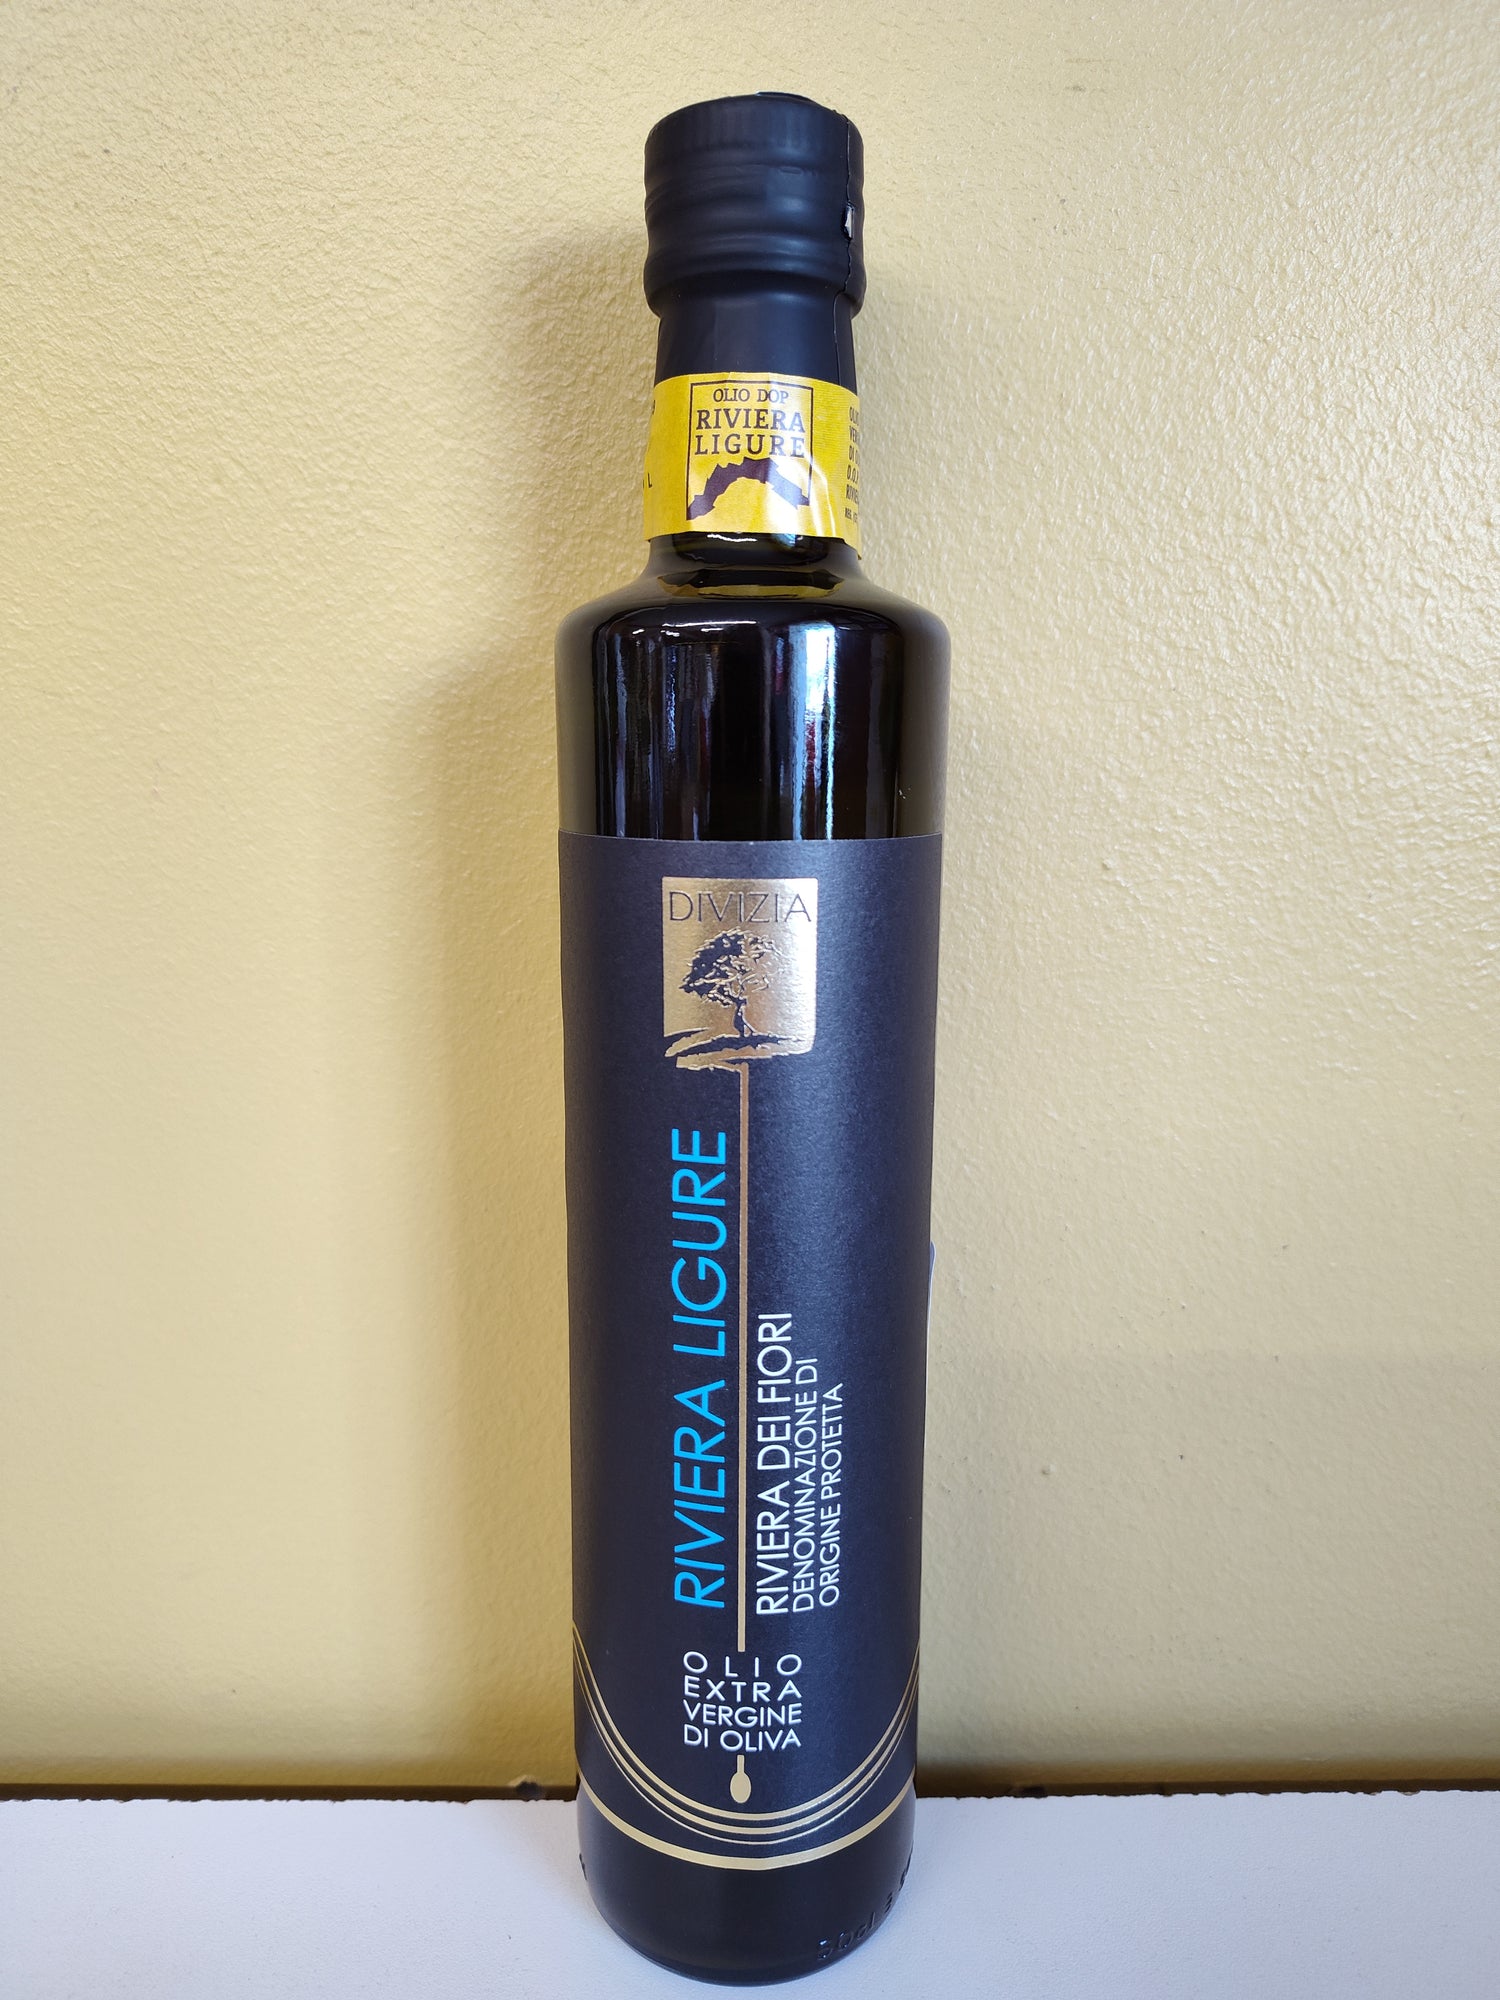 OLIO DOP
RIVIERA
LIGURE
DIVIZIA
RIVIERA LIGURE
RIVIERA DEI FIORI
DENOMINAZIONE DI
ORIGINE PROTETTA
OLIO
EXTRA
VERGINE
DI OLIVA